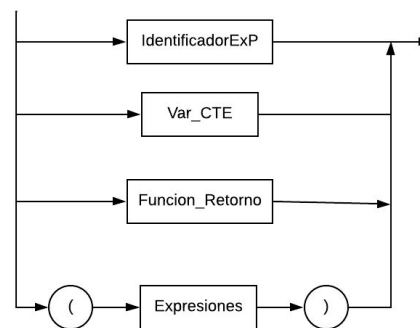 IdentificadorExP
Var_CTE
Funcion_Retorno
( Expresiones )